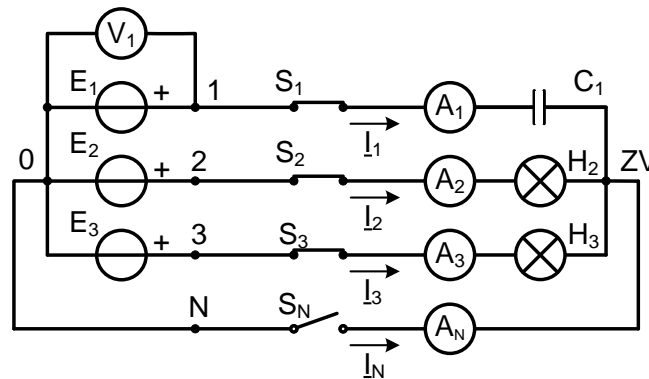 V1
E1 + 1 S1 A1 C1
I1
0 E2 + 2 S2 A2 H2 ZV
I2
E3 + 3 S3 A3 H3
I3
N SN AN
IN